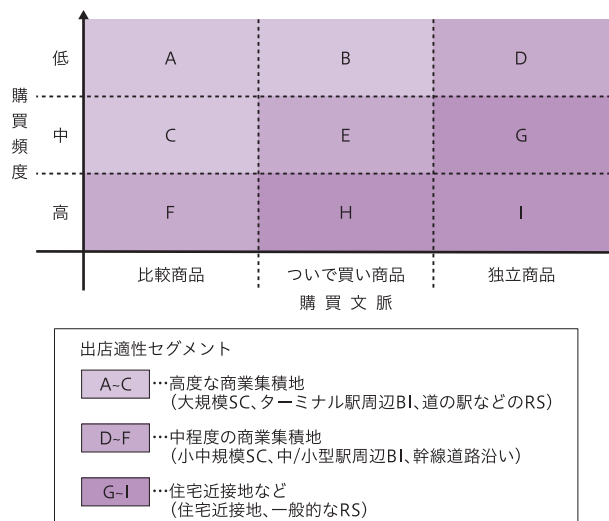 低
A
B
D
購買頻度
中
C
E
G
高
F
H
I
比較商品
ついで買い商品
独立商品
購買文脈
出店適性セグメント
A~C …高度な商業集積地
(大規模SC、ターミナル駅周辺BI、道の駅などのRS)
D~F …中程度の商業集積地
(小中規模SC、中/小型駅周辺BI、幹線道路沿い)
G~I …住宅近接地など
(住宅近接地、一般的なRS)